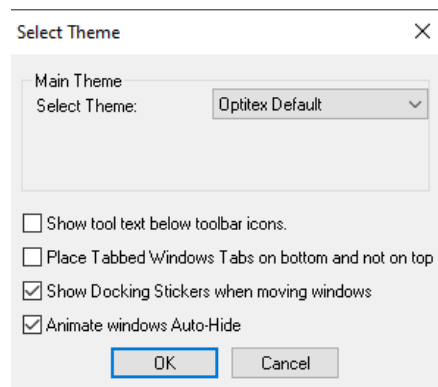 Select Theme
Main Theme
Select Theme: Optitex Default
Show tool text below toolbar icons.
Place Tabbed Windows Tabs on bottom and not on top
Show Docking Stickers when moving windows
Animate windows Auto-Hide
OK Cancel